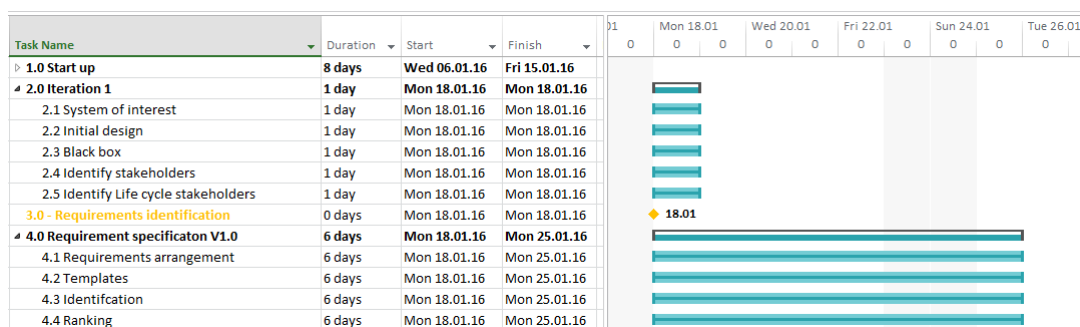 01 Mon 18.01 Wed 20.01 Fri 22.01 Sun 24.01 Tue 26.01
Task Name Duration Start Finish 0 0 0 0 0 0 0 0 0 0
1.0 Start up 8 days Wed 06.01.16 Fri 15.01.16
2.0 Iteration 1 1 day Mon 18.01.16 Mon 18.01.16
2.1 System of interest 1 day Mon 18.01.16 Mon 18.01.16
2.2 Initial design 1 day Mon 18.01.16 Mon 18.01.16
2.3 Black box 1 day Mon 18.01.16 Mon 18.01.16
2.4 Identify stakeholders 1 day Mon 18.01.16 Mon 18.01.16
2.5 Identify Life cycle stakeholders 1 day Mon 18.01.16 Mon 18.01.16
3.0 - Requirements identification 0 days Mon 18.01.16 Mon 18.01.16 18.01
4.0 Requirement specificaton V1.0 6 days Mon 18.01.16 Mon 25.01.16
4.1 Requirements arrangement 6 days Mon 18.01.16 Mon 25.01.16
4.2 Templates 6 days Mon 18.01.16 Mon 25.01.16
4.3 Identifcation 6 days Mon 18.01.16 Mon 25.01.16
4.4 Ranking 6 days Mon 18.01.16 Mon 25.01.16